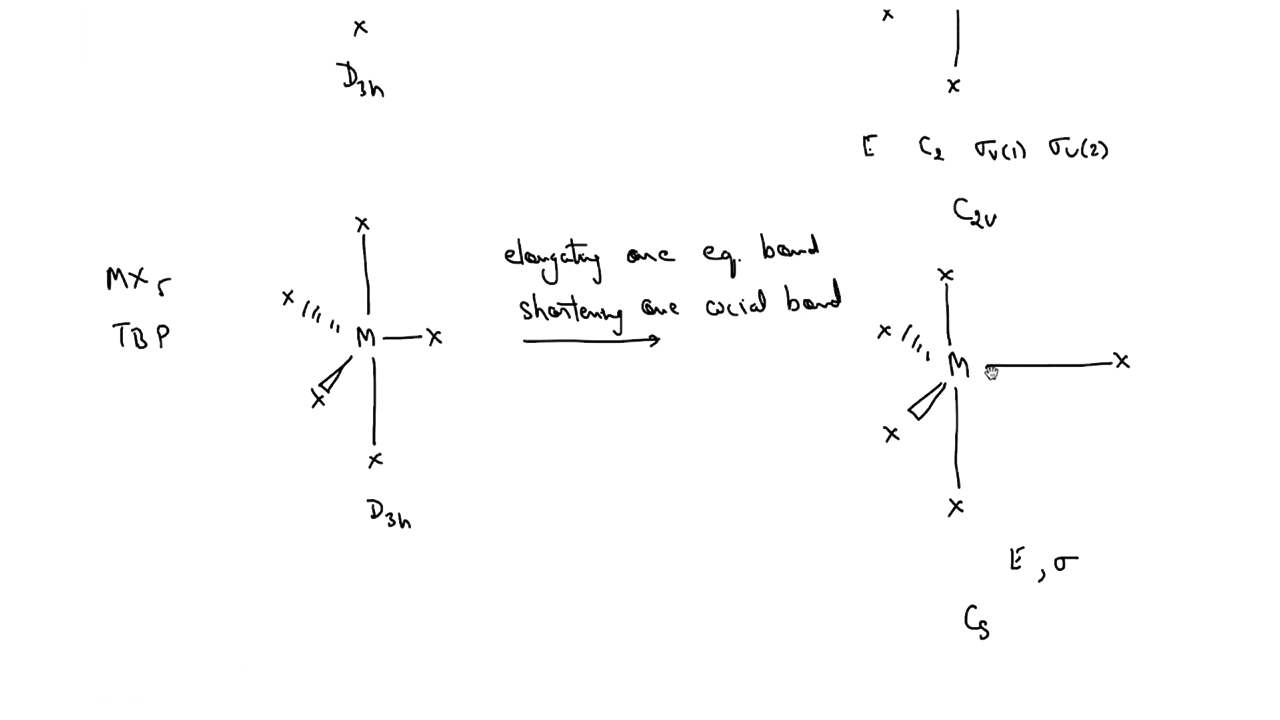 X
D3h
X
X
E C2 σv(1) σv(2)
C2v
MX5
TBP
X
X
M X
X
X
D3h
elongating one eq. bond
shortening one axial bond
X
X
M X
X
X
E, σ
Cs